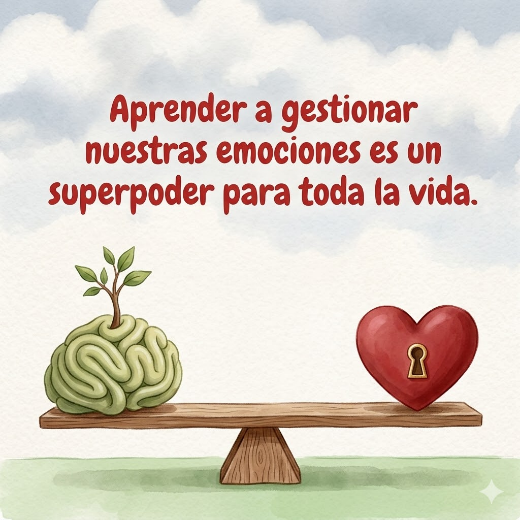 Aprender a gestionar
nuestras emociones es un
superpoder para toda la vida.